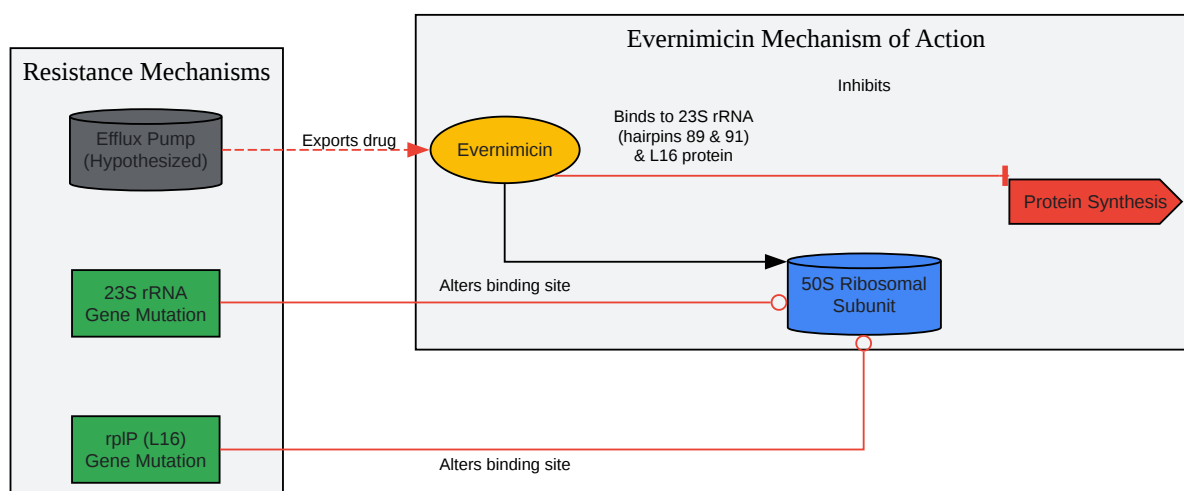 Evernimicin Mechanism of Action
Resistance Mechanisms
Inhibits
Binds to 23S rRNA
(hairpins 89 & 91)
& L16 protein
Efflux Pump
(Hypothesized)
Exports drug
Evernimicin
Protein Synthesis
Alters binding site
50S Ribosomal
Subunit
23S rRNA
Gene Mutation
rplP (L16)
Gene Mutation
Alters binding site